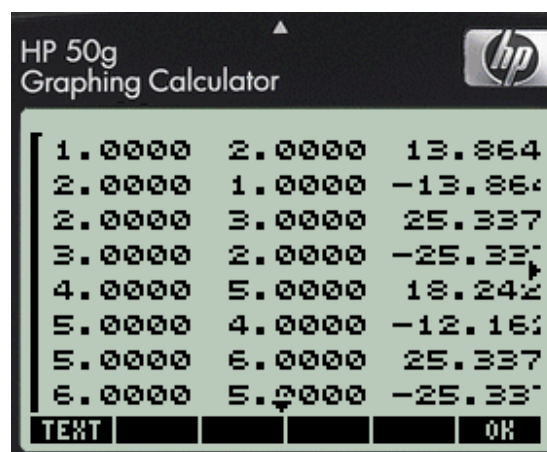 HP 50g
Graphing Calculator
hp
1.0000 2.0000 13.864
2.0000 1.0000 -13.86
2.0000 3.0000 25.337
3.0000 2.0000 -25.33
4.0000 5.0000 18.242
5.0000 4.0000 -12.16
5.0000 6.0000 25.337
6.0000 5.0000 -25.33
TEXT OK